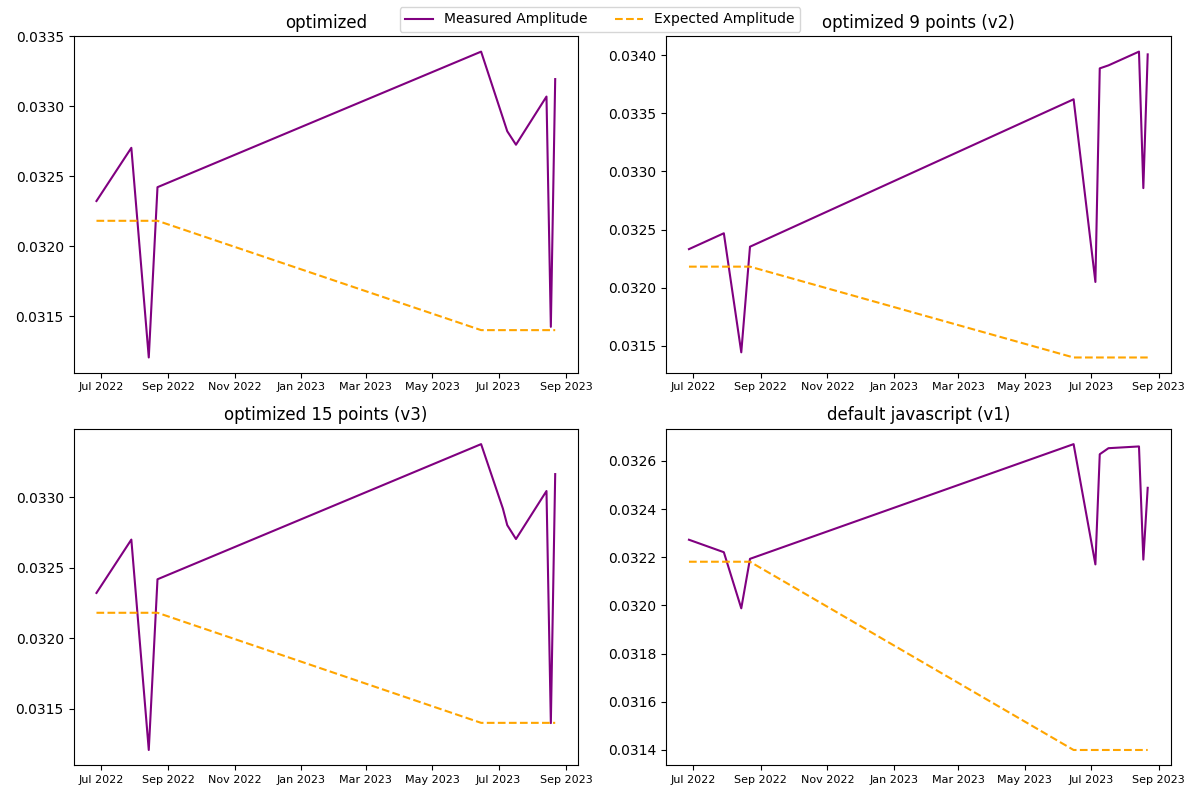 Measured Amplitude
Expected Amplitude
optimized
0.0335
0.0330
0.0325
0.0320
0.0315
Jul 2022 Sep 2022 Nov 2022 Jan 2023 Mar 2023 May 2023 Jul 2023 Sep 2023
optimized 9 points (v2)
0.0340
0.0335
0.0330
0.0325
0.0320
0.0315
Jul 2022 Sep 2022 Nov 2022 Jan 2023 Mar 2023 May 2023 Jul 2023 Sep 2023
optimized 15 points (v3)
0.0330
0.0325
0.0320
0.0315
Jul 2022 Sep 2022 Nov 2022 Jan 2023 Mar 2023 May 2023 Jul 2023 Sep 2023
default javascript (v1)
0.0326
0.0324
0.0322
0.0320
0.0318
0.0316
0.0314
Jul 2022 Sep 2022 Nov 2022 Jan 2023 Mar 2023 May 2023 Jul 2023 Sep 2023